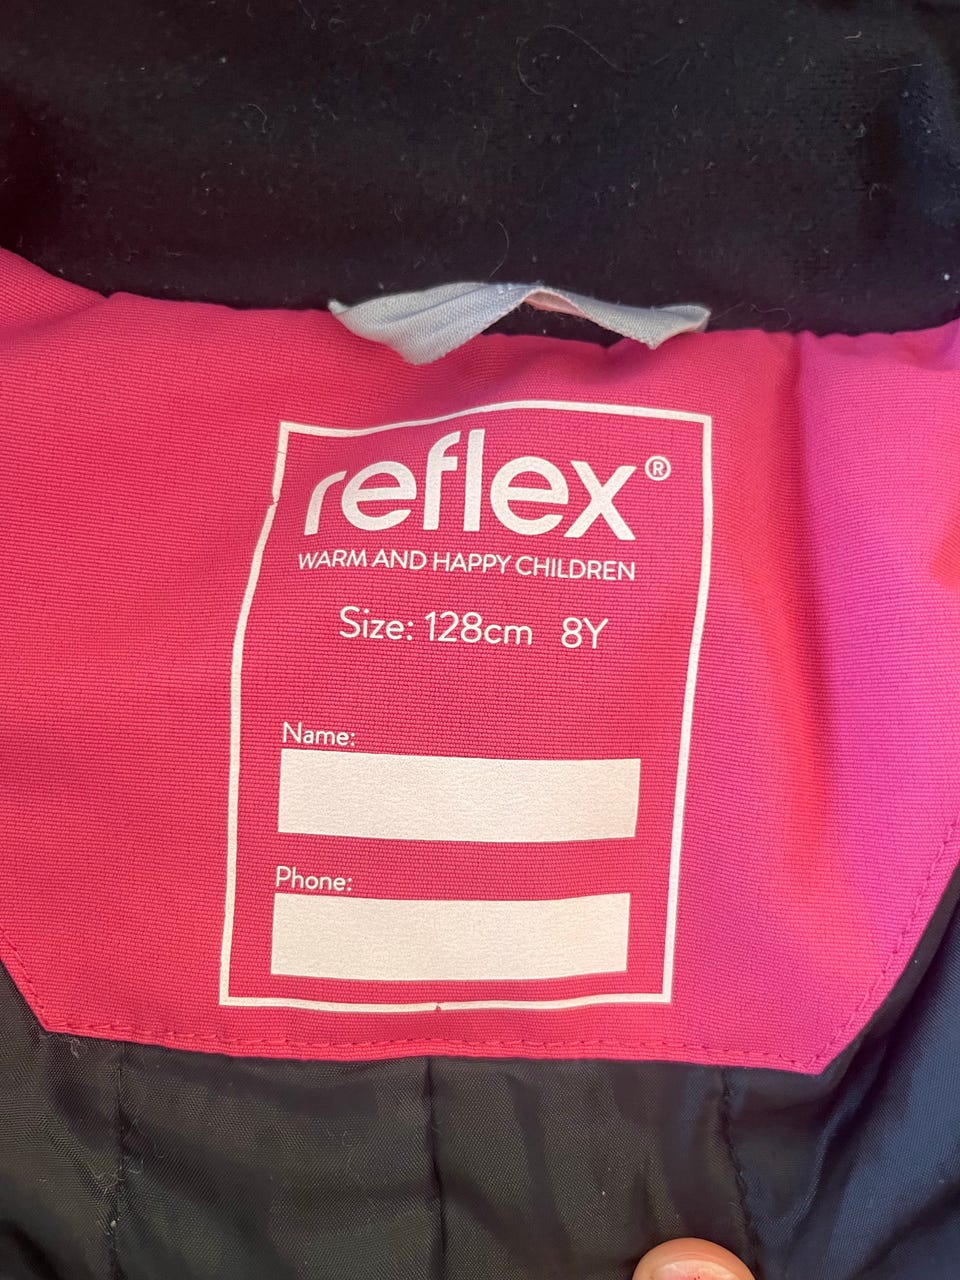 reflex®
WARM AND HAPPY CHILDREN
Size: 128cm 8Y
Name:
Phone: